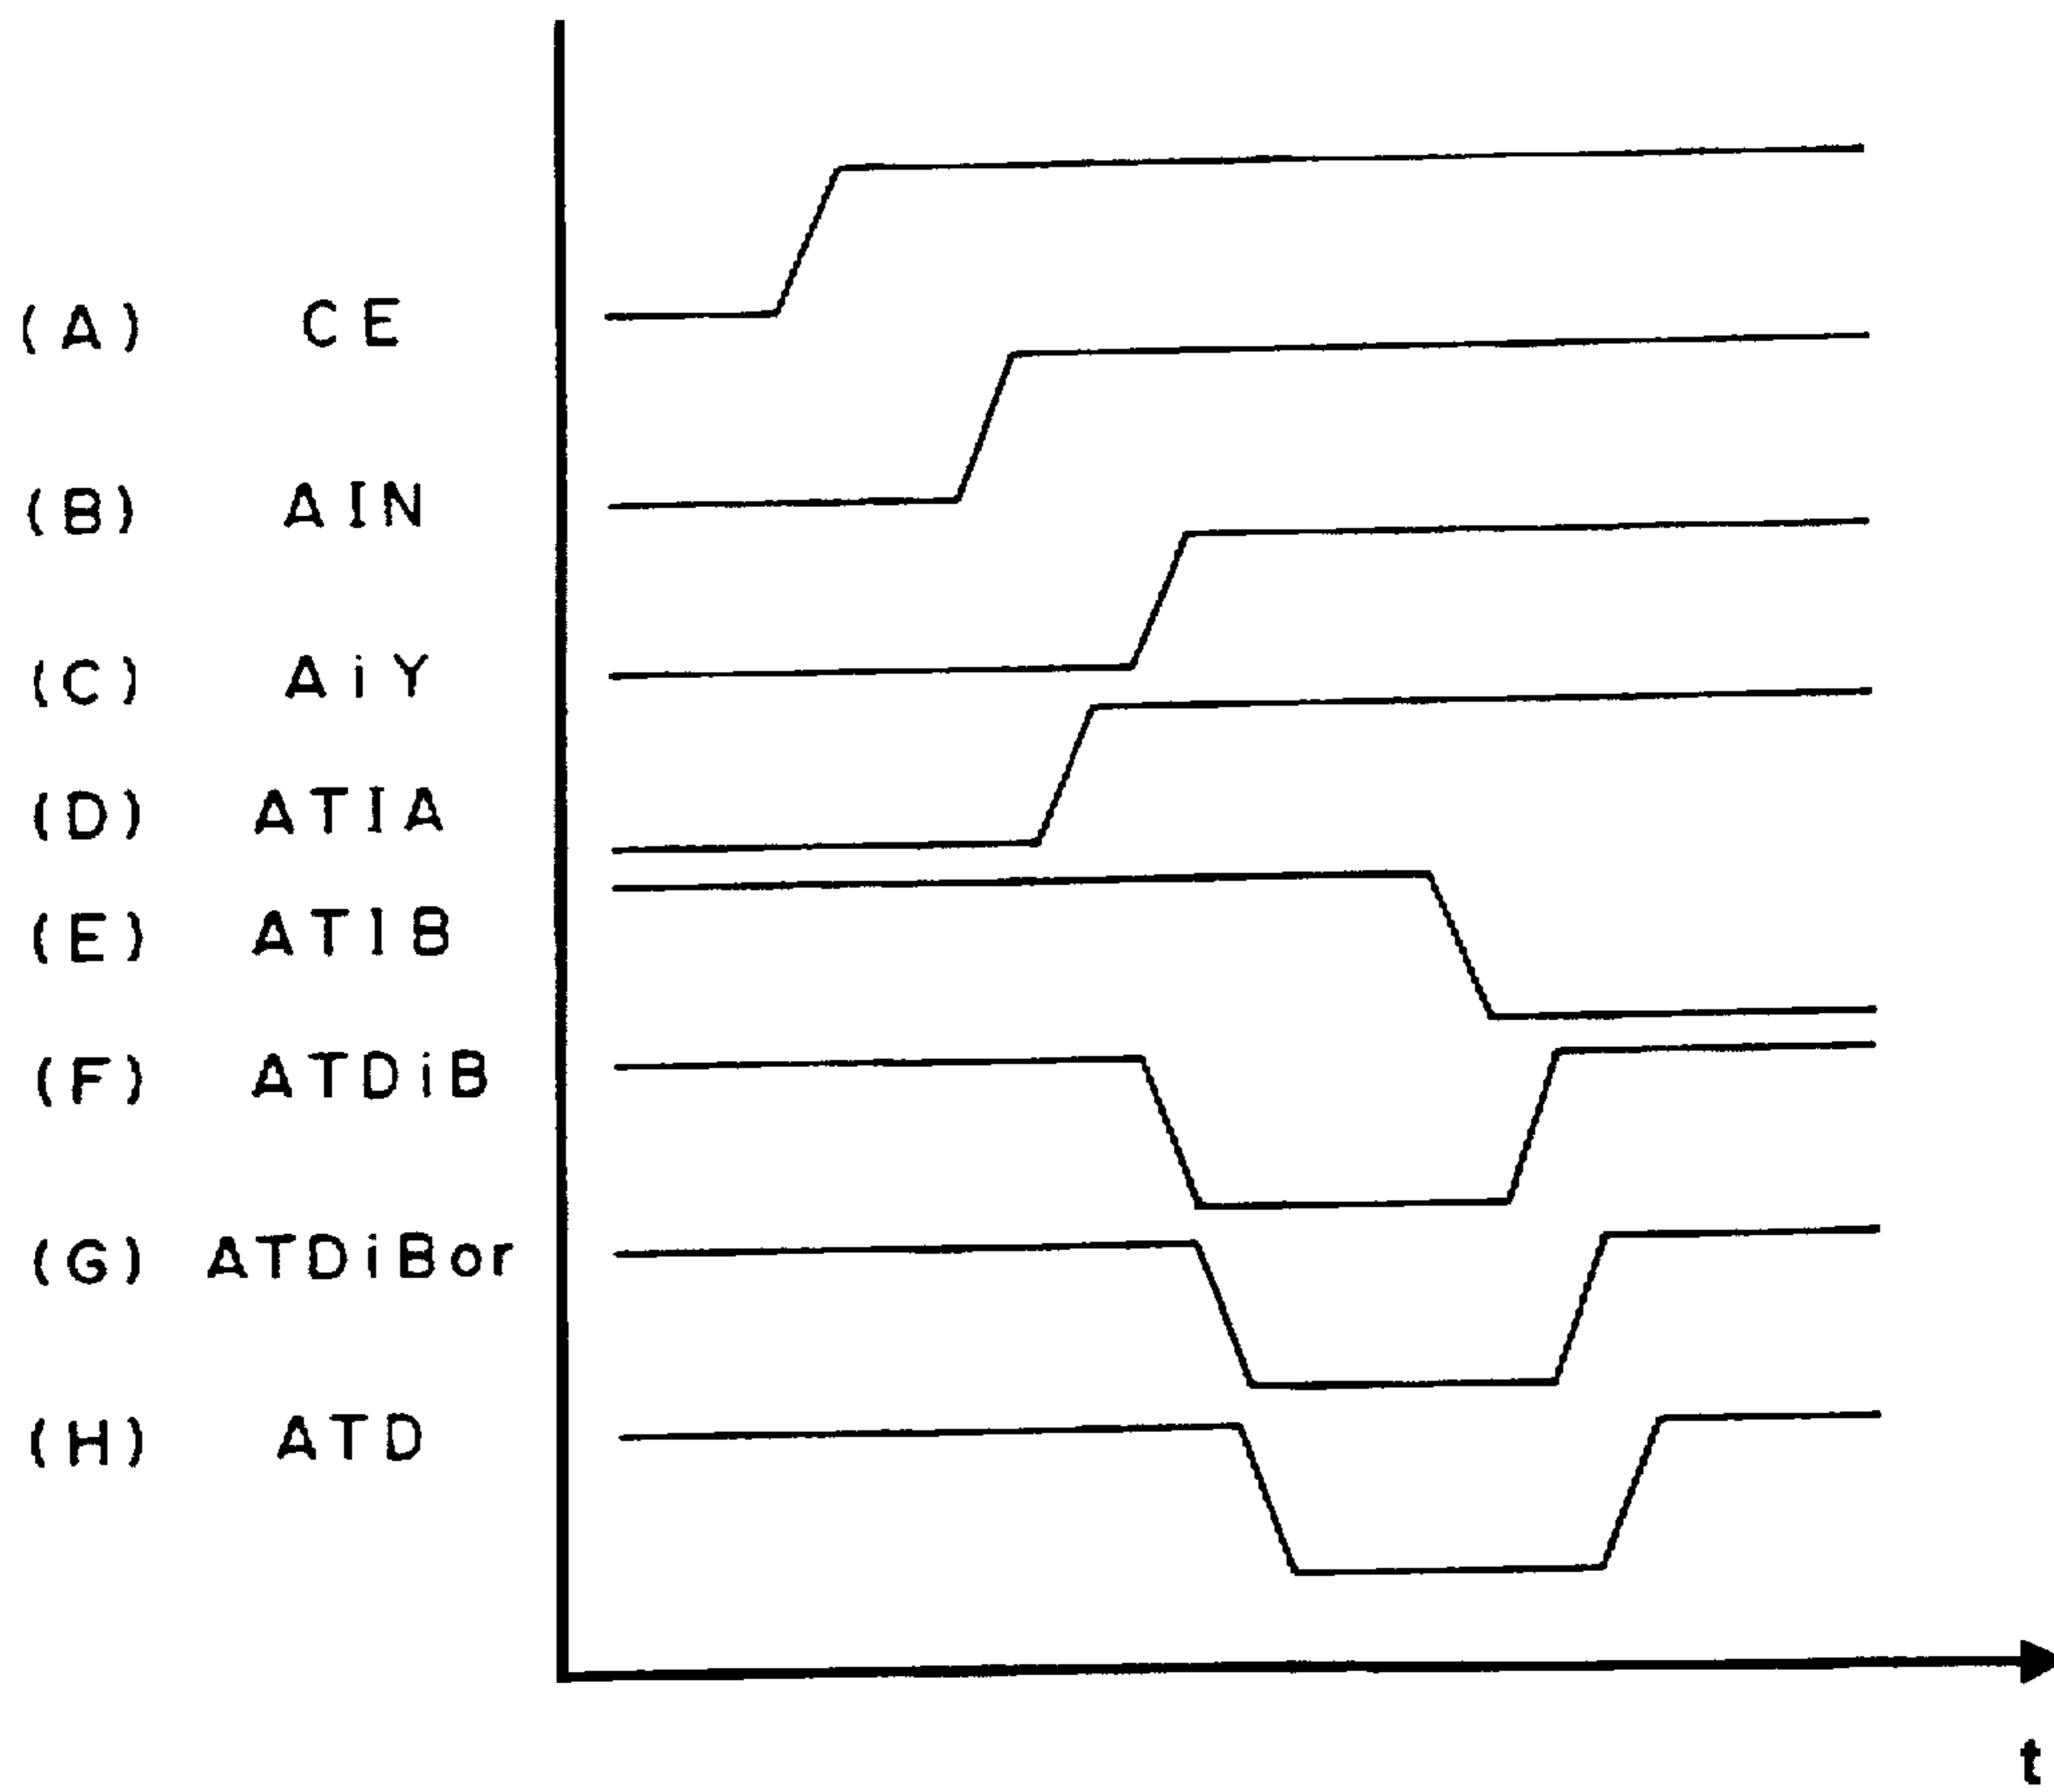 (A) CE
(B) AIN
(C) AiY
(D) ATIA
(E) ATIB
(F) ATDiB
(G) ATDiBor
(H) ATD
t